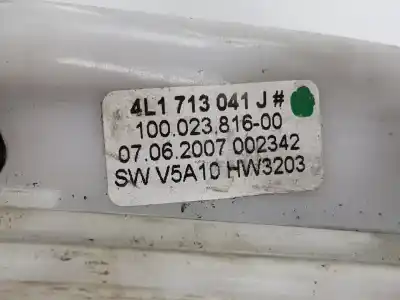 4L1 713 041 J #
100.023.816-00
07.06.2007 002342
SW V5A10 HW3203